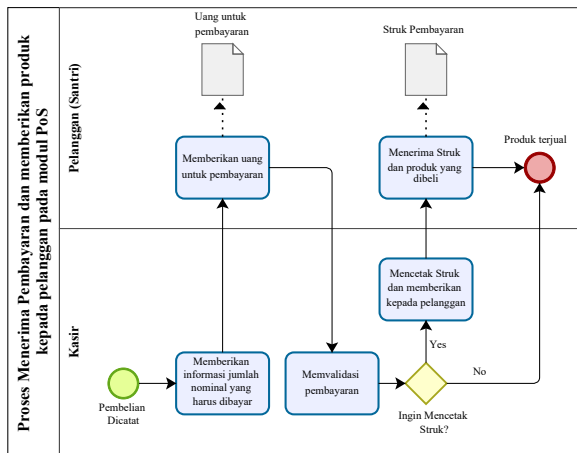 Proses Menerima Pembayaran dan memberikan produk
kepada pelanggan pada modul PoS
Pelanggan (Santri)
Uang untuk
pembayaran
Struk Pembayaran
Memberikan uang
untuk pembayaran
Menerima Struk
dan produk yang
dibeli
Produk terjual
Kasir
Mencetak Struk
dan memberikan
kepada pelanggan
Yes
No
Pembelian
Dicatat
Memberikan
informasi jumlah
nominal yang
harus dibayar
Memvalidasi
pembayaran
Ingin Mencetak
Struk?